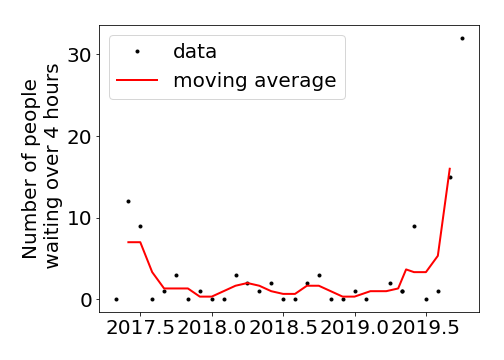 data
moving average
Number of people
waiting over 4 hours
30
20
10
0
2017.5 2018.0 2018.5 2019.0 2019.5